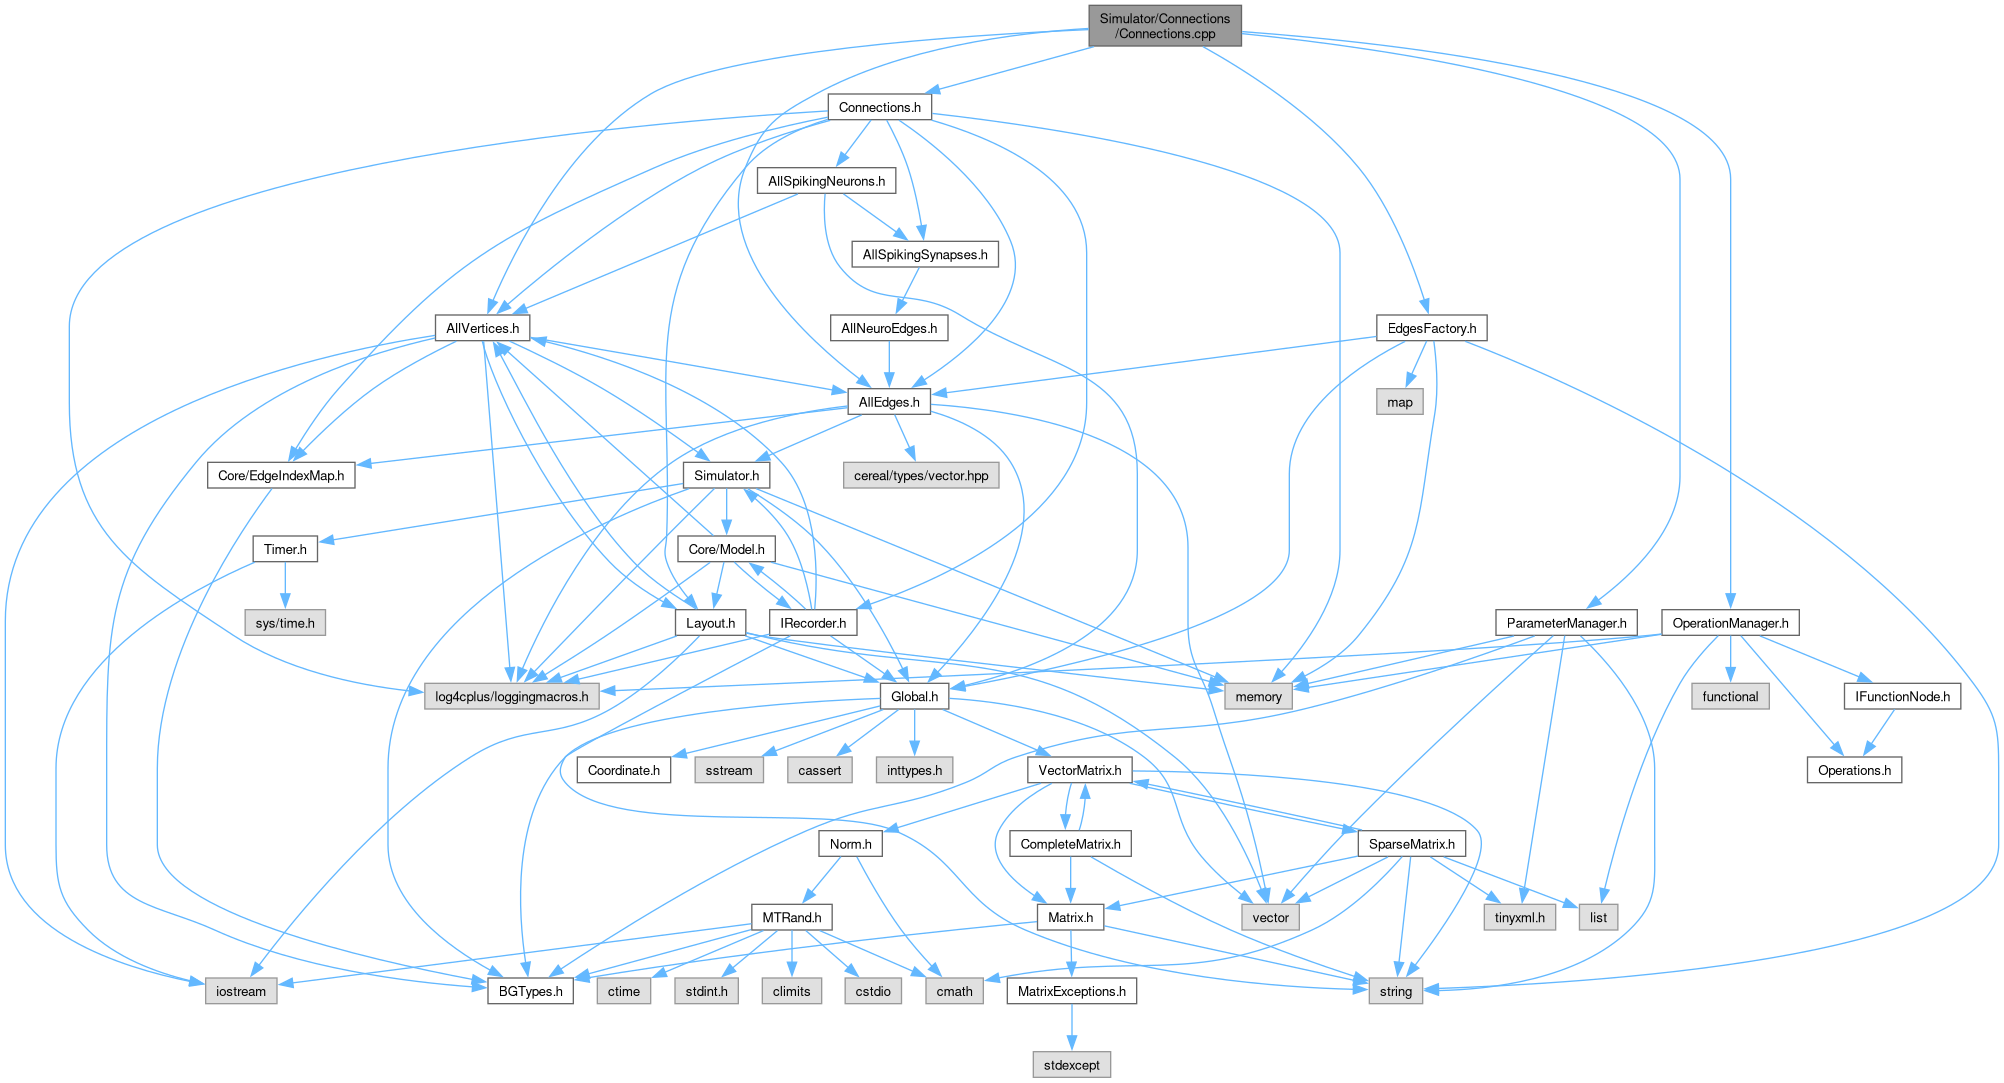 Simulator/Connections
/Connections.cpp
Connections.h
AllSpikingNeurons.h
AllSpikingSynapses.h
AllVertices.h
AllNeuroEdges.h
EdgesFactory.h
AllEdges.h
map
Core/EdgeIndexMap.h
Simulator.h
cereal/types/vector.hpp
Timer.h
Core/Model.h
sys/time.h
Layout.h
IRecorder.h
ParameterManager.h
OperationManager.h
log4cplus/loggingmacros.h
Global.h
memory
functional
IFunctionNode.h
Coordinate.h
sstream
cassert
inttypes.h
VectorMatrix.h
Operations.h
Norm.h
CompleteMatrix.h
SparseMatrix.h
MTRand.h
Matrix.h
vector
tinyxml.h
list
iostream
BGTypes.h
ctime
stdint.h
climits
cstdio
cmath
MatrixExceptions.h
string
stdexcept